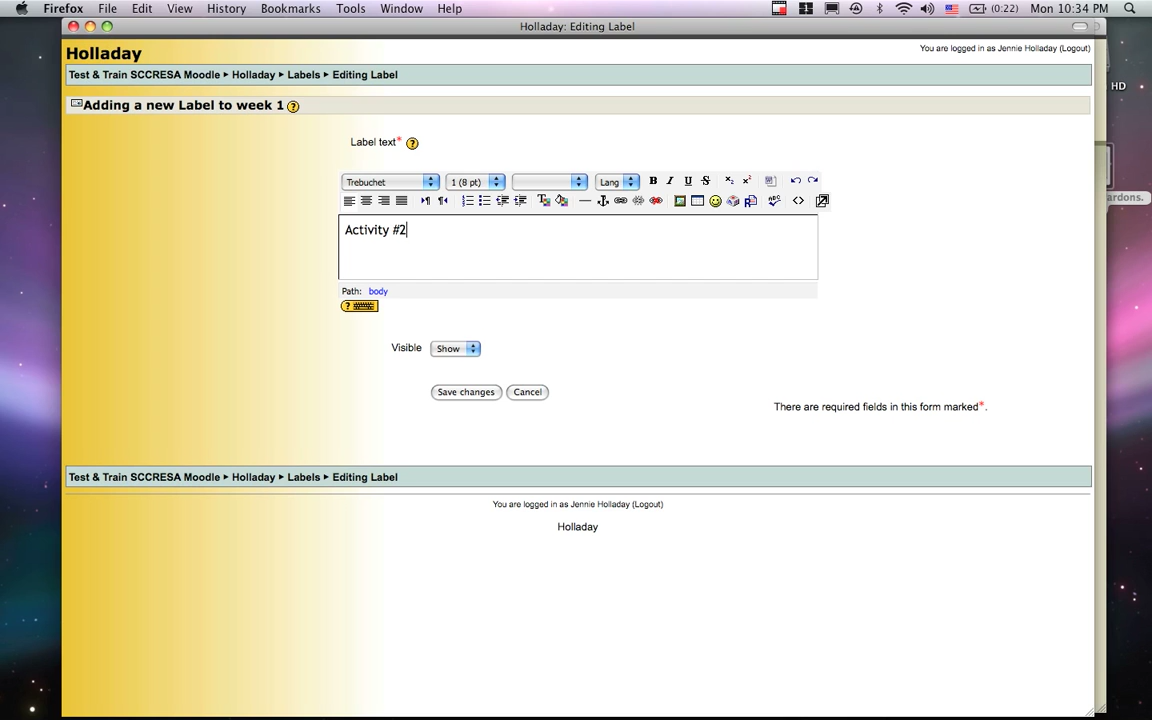 Firefox File Edit View History Bookmarks Tools Window Help (0:22) Mon 10:34 PM
Holladay: Editing Label
Holladay
You are logged in as Jennie Holladay (Logout)
Test & Train SCCRESA Moodle ► Holladay ► Labels ► Editing Label
HD
Adding a new Label to week 1 ?
Label text* ?
Trebuchet 1 (8 pt) Lang B I U S
ardons.
Activity #2
Path: body
?
Visible Show
Save changes Cancel
There are required fields in this form marked*.
Test & Train SCCRESA Moodle ► Holladay ► Labels ► Editing Label
You are logged in as Jennie Holladay (Logout)
Holladay